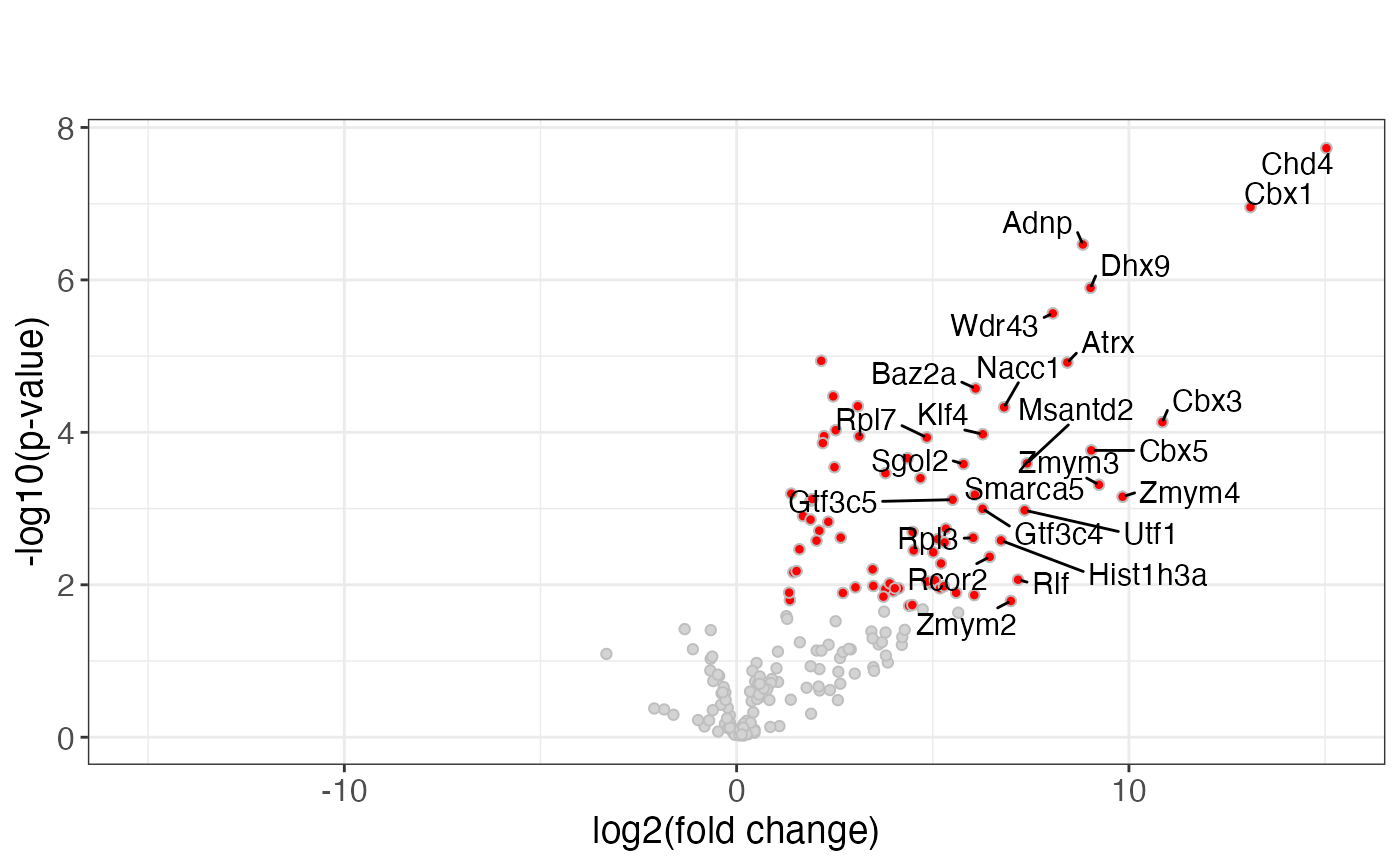 8
Chd4
Cbx1
Adnp
Dhx9
6
Wdr43
Atrx
Nacc1
Baz2a
Cbx3
Msantd2
Klf4
Rpl7
4
Cbx5
Sgol2
Zmym3
Smarca5
Zmym4
Gtf3c5
Gtf3c4
Utf1
Rpl3
Hist1h3a
Rcor2
Rlf
2
Zmym2
0
-10
0
10
log2(fold change)
-log10(p-value)